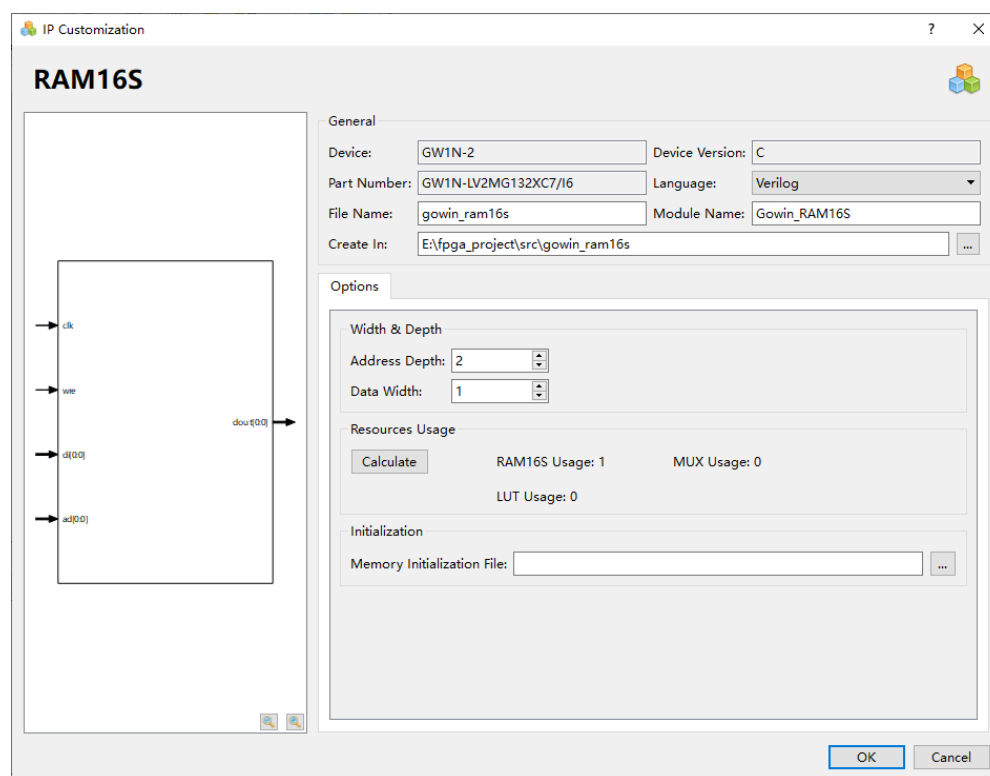 IP Customization ?
RAM16S
General
Device: GW1N-2 Device Version: C
Part Number: GW1N-LV2MG132XC7/I6 Language: Verilog
File Name: gowin_ram16s Module Name: Gowin_RAM16S
Create In: E:\fpga_project\src\gowin_ram16s ...
Options
clk
wre
di[0:0]
ad[0:0]
dout[0:0]
Width & Depth
Address Depth: 2
Data Width: 1
Resources Usage
Calculate RAM16S Usage: 1 MUX Usage: 0
LUT Usage: 0
Initialization
Memory Initialization File: ...
OK Cancel